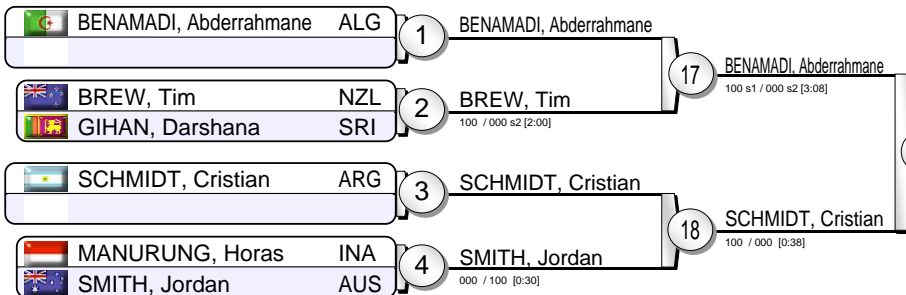 BENAMADI, Abderrahmane ALG
1
BENAMADI, Abderrahmane
17
BENAMADI, Abderrahmane
100 s1 / 000 s2 [3:08]
BREW, Tim NZL
GIHAN, Darshana SRI
2
BREW, Tim
100 / 000 s2 [2:00]
SCHMIDT, Cristian ARG
3
SCHMIDT, Cristian
18
SCHMIDT, Cristian
100 / 000 [0:38]
MANURUNG, Horas INA
SMITH, Jordan AUS
4
SMITH, Jordan
000 / 100 [0:30]